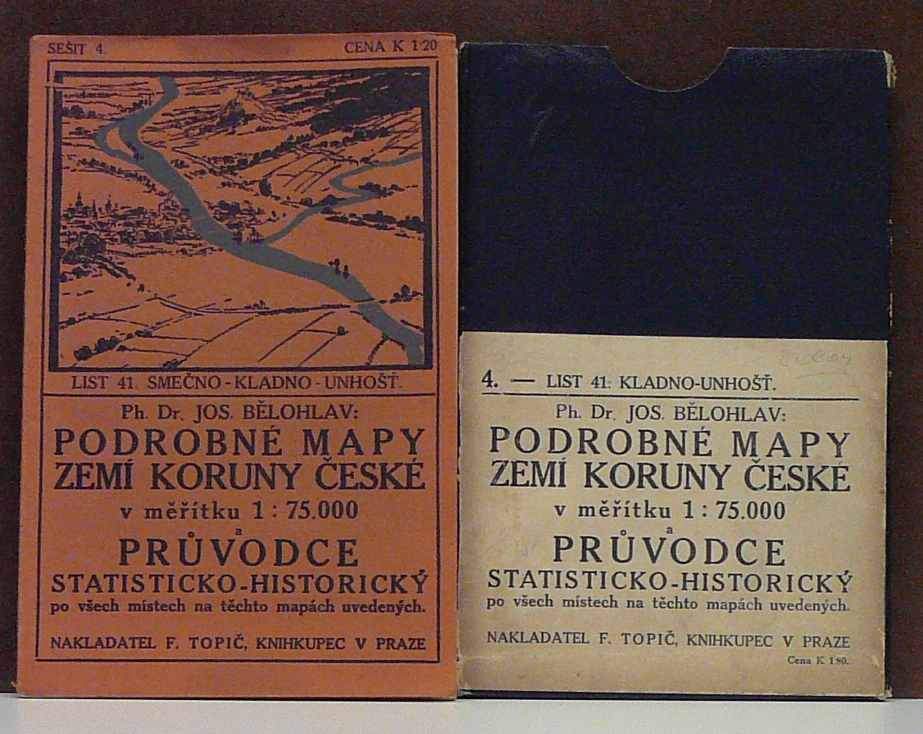 SEŠIT 4.
CENA K 1·20
LIST 41. SMEČNO - KLADNO - UNHOŠŤ.
Ph. Dr. JOS. BĚLOHLAV:
PODROBNÉ MAPY
ZEMÍ KORUNY ČESKÉ
v měřítku 1 : 75.000
a
PRŮVODCE
STATISTICKO-HISTORICKÝ
po všech místech na těchto mapách uvedených.
NAKLADATEL F. TOPIČ, KNIHKUPEC V PRAZE
4. — LIST 41: KLADNO-UNHOŠŤ.
Ph. Dr. JOS. BĚLOHLAV:
PODROBNÉ MAPY
ZEMÍ KORUNY ČESKÉ
v měřítku 1 : 75.000
a
PRŮVODCE
STATISTICKO-HISTORICKÝ
po všech místech na těchto mapách uvedených.
NAKLADATEL F. TOPIČ, KNIHKUPEC V PRAZE
Cena K 1·80.